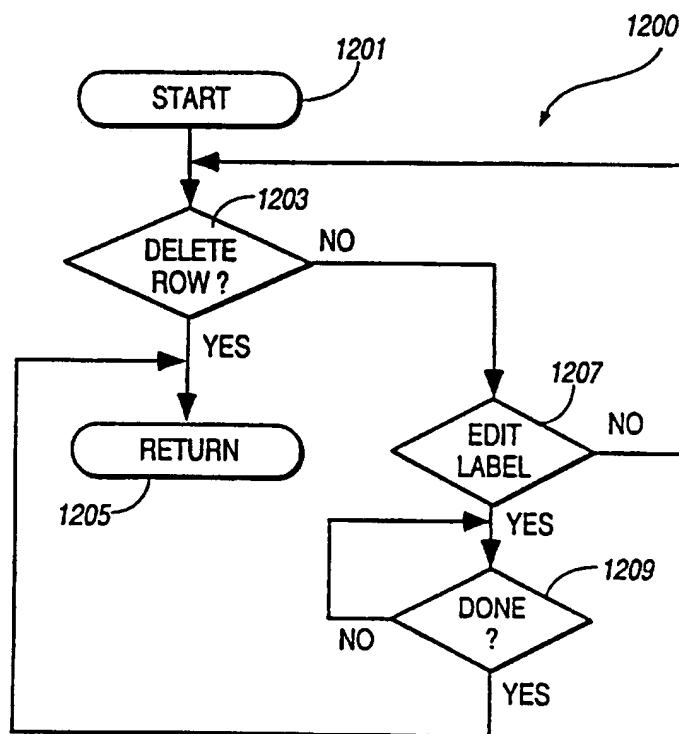 1200
1201
START
1203
DELETE
ROW ?
NO
YES
1207
EDIT
LABEL
NO
RETURN
1205
YES
1209
DONE
?
NO
YES